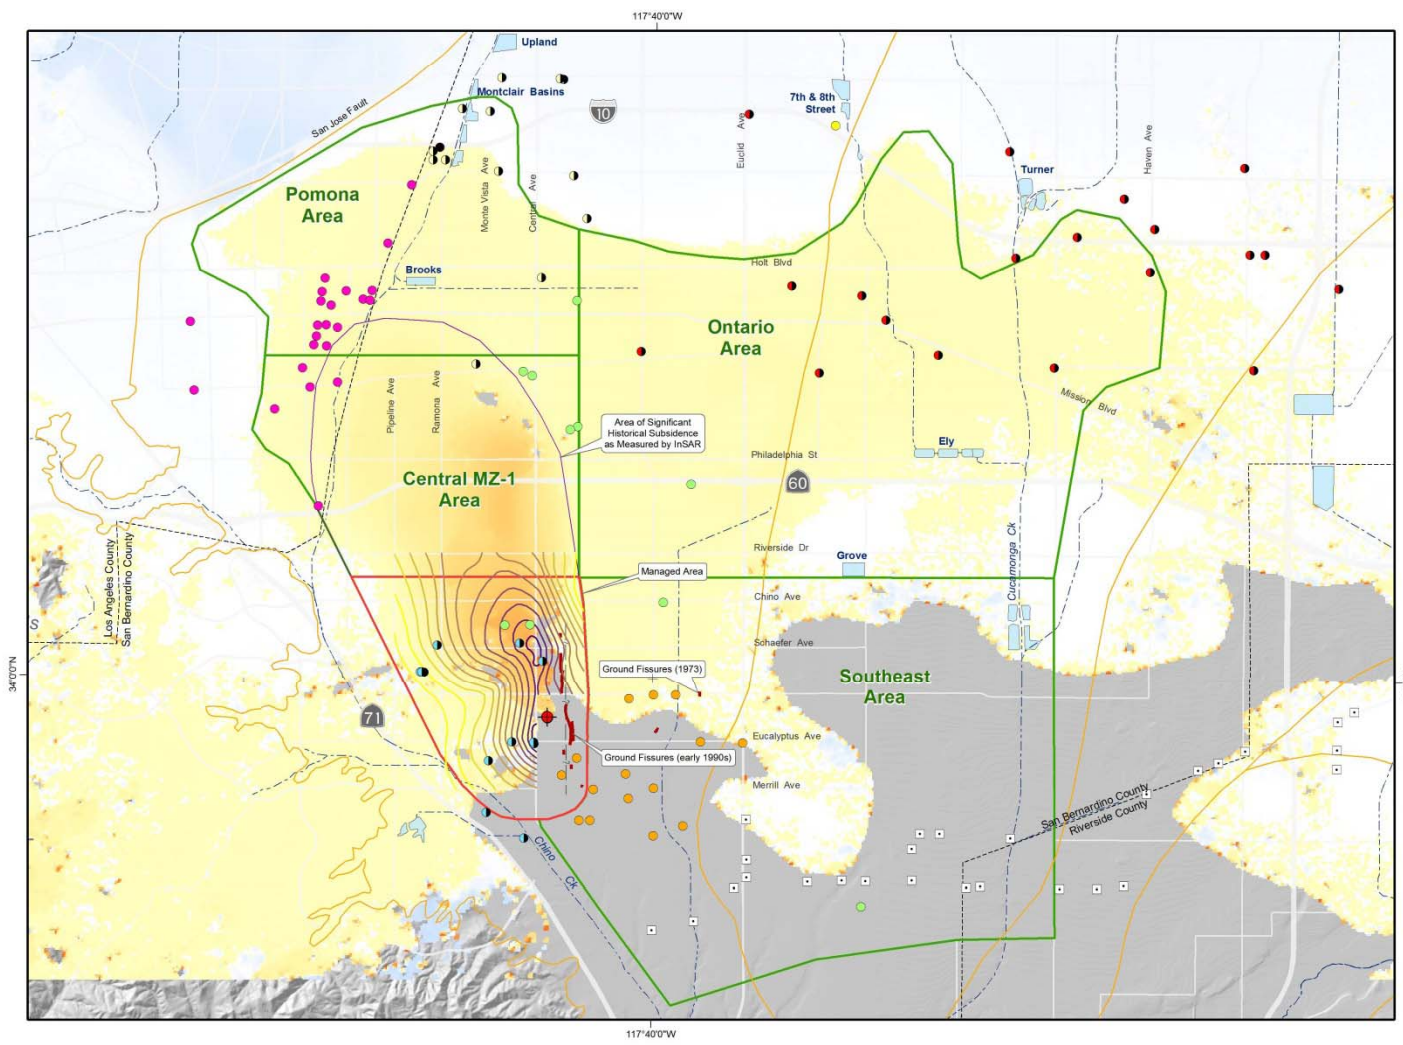 117°40'0"W
Upland
Montclair Basins
San Jose Fault
10
7th & 8th
Street
Euclid Ave
Haven Ave
Turner
Pomona
Area
Monte Vista Ave
Central Ave
Brooks
Holt Blvd
Ontario
Area
Pipeline Ave
Ramona Ave
Mission Blvd
Area of Significant
Historical Subsidence
as Measured by InSAR
Ely
Philadelphia St
Central MZ-1
Area
60
Los Angeles County
San Bernardino County
Riverside Dr
Grove
Cucamonga Ck
Managed Area
Chino Ave
S
Schaefer Ave
34°0'0"N
Ground Fissures (1973)
Southeast
Area
71
Eucalyptus Ave
Ground Fissures (early 1990s)
Merrill Ave
San Bernardino County
Riverside County
Chino
Ck
117°40'0"W